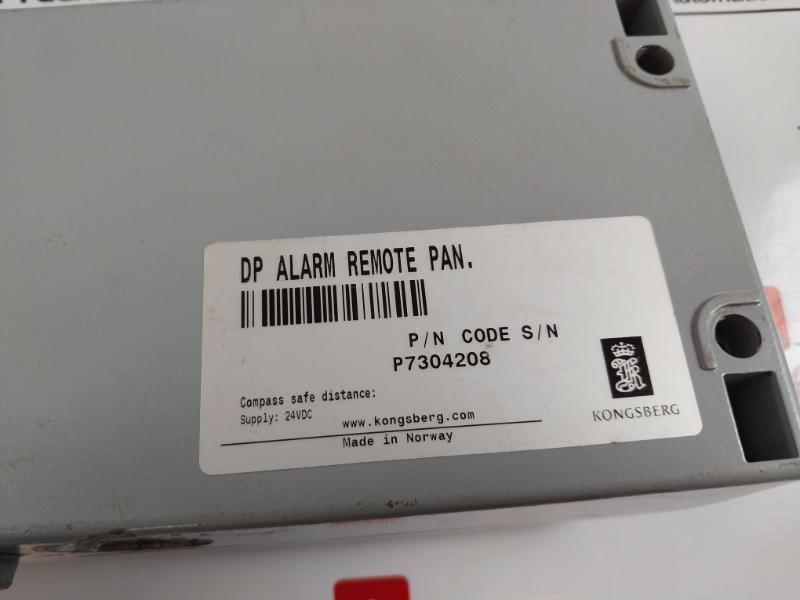 DP ALARM REMOTE PAN.
P/N CODE S/N
P7304208
Compass safe distance:
Supply: 24VDC
www.kongsberg.com
Made in Norway
KONGSBERG